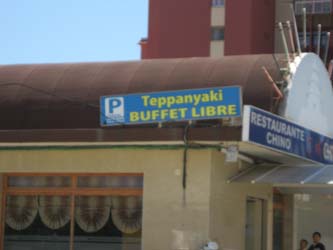 P
Teppanyaki
BUFFET LIBRE
RESTAURANTE
CHINO